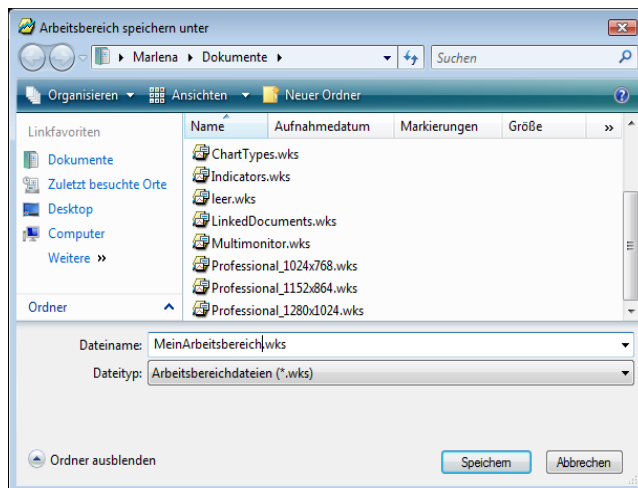 Arbeitsbereich speichern unter
Marlena Dokumente Suchen
Organisieren Ansichten Neuer Ordner
Linkfavoriten
Dokumente
Zuletzt besuchte Orte
Desktop
Computer
Weitere »
Ordner
Name Aufnahmedatum Markierungen Größe »
ChartTypes.wks
Indicators.wks
leer.wks
LinkedDocuments.wks
Multimonitor.wks
Professional_1024x768.wks
Professional_1152x864.wks
Professional_1280x1024.wks
Dateiname: MeinArbeitsbereich.wks
Dateityp: Arbeitsbereichdateien (*.wks)
Ordner ausblenden Speichern Abbrechen